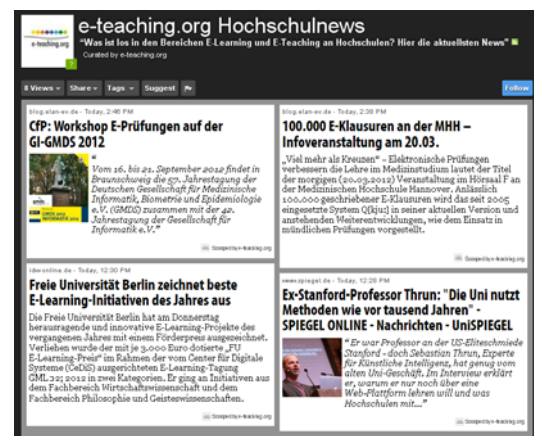 e-teaching.org
?
e-teaching.org Hochschulnews
"Was ist los in den Bereichen E-Learning und E-Teaching an Hochschulen? Hier die aktuellsten News"
Curated by e-teaching.org
8 Views
Share
Tags
Suggest
Follow
blog.elan-ev.de - Today, 2:46 PM
CfP: Workshop E-Prüfungen auf der
GI-GMDS 2012
"
Vom 16. bis 21. September 2012 findet in
Braunschweig die 57. Jahrestagung der
Deutschen Gesellschaft für Medizinische
Informatik, Biometrie und Epidemiologie
e.V. (GMDS) zusammen mit der 42.
Jahrestagung der Gesellschaft für
Informatik e.V."
Scooped by e-teaching.org
blog.elan-ev.de - Today, 2:38 PM
100.000 E-Klausuren an der MHH –
Infoveranstaltung am 20.03.
„Viel mehr als Kreuzen“ – Elektronische Prüfungen
verbessern die Lehre im Medizinstudium lautet der Titel
der morgigen (20.03.2012) Veranstaltung im Hörsaal F an
der Medizinischen Hochschule Hannover. Anlässlich
100.000 geschriebener E-Klausuren wird das seit 2005
eingesetzte System Q[kju:] in seiner aktuellen Version und
anstehenden Weiterentwicklungen, wie dem Einsatz in
mündlichen Prüfungen vorgestellt.
Scooped by e-teaching.org
idw-online.de - Today, 12:30 PM
Freie Universität Berlin zeichnet beste
E-Learning-Initiativen des Jahres aus
Die Freie Universität Berlin hat am Donnerstag
herausragende und innovative E-Learning-Projekte des
vergangenen Jahres mit einem Förderpreis ausgezeichnet.
Verliehen wurde der mit je 3.000 Euro dotierte „FU
E-Learning-Preis“ im Rahmen der vom Center für Digitale
Systeme (CeDiS) ausgerichteten E-Learning-Tagung
GML 32; 2012 in zwei Kategorien. Er ging an Initiativen aus
dem Fachbereich Wirtschaftswissenschaft und dem
Fachbereich Philosophie und Geisteswissenschaften.
Scooped by e-teaching.org
www.spiegel.de - Today, 12:28 PM
Ex-Stanford-Professor Thrun: "Die Uni nutzt
Methoden wie vor tausend Jahren" -
SPIEGEL ONLINE - Nachrichten - UniSPIEGEL
"Er war Professor an der US-Eliteschmiede
Stanford - doch Sebastian Thrun, Experte
für Künstliche Intelligenz, hat genug vom
alten Uni-Geschäft. Im Interview erklärt
er, warum er nur noch über eine
Web-Plattform lehren will und was
Hochschulen mit..."
Scooped by e-teaching.org